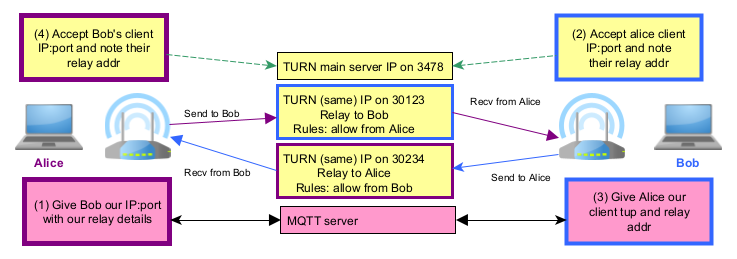 (4) Accept Bob's client
IP:port and note their
relay addr
(2) Accept alice client
IP:port and note
their relay addr
TURN main server IP on 3478
TURN (same) IP on 30123
Relay to Bob
Rules: allow from Alice
Send to Bob
Recv from Alice
TURN (same) IP on 30234
Relay to Alice
Rules: allow from Bob
Recv from Bob
Send to Alice
Alice
Bob
(1) Give Bob our IP:port
with our relay details
MQTT server
(3) Give Alice our
client tup and relay
addr